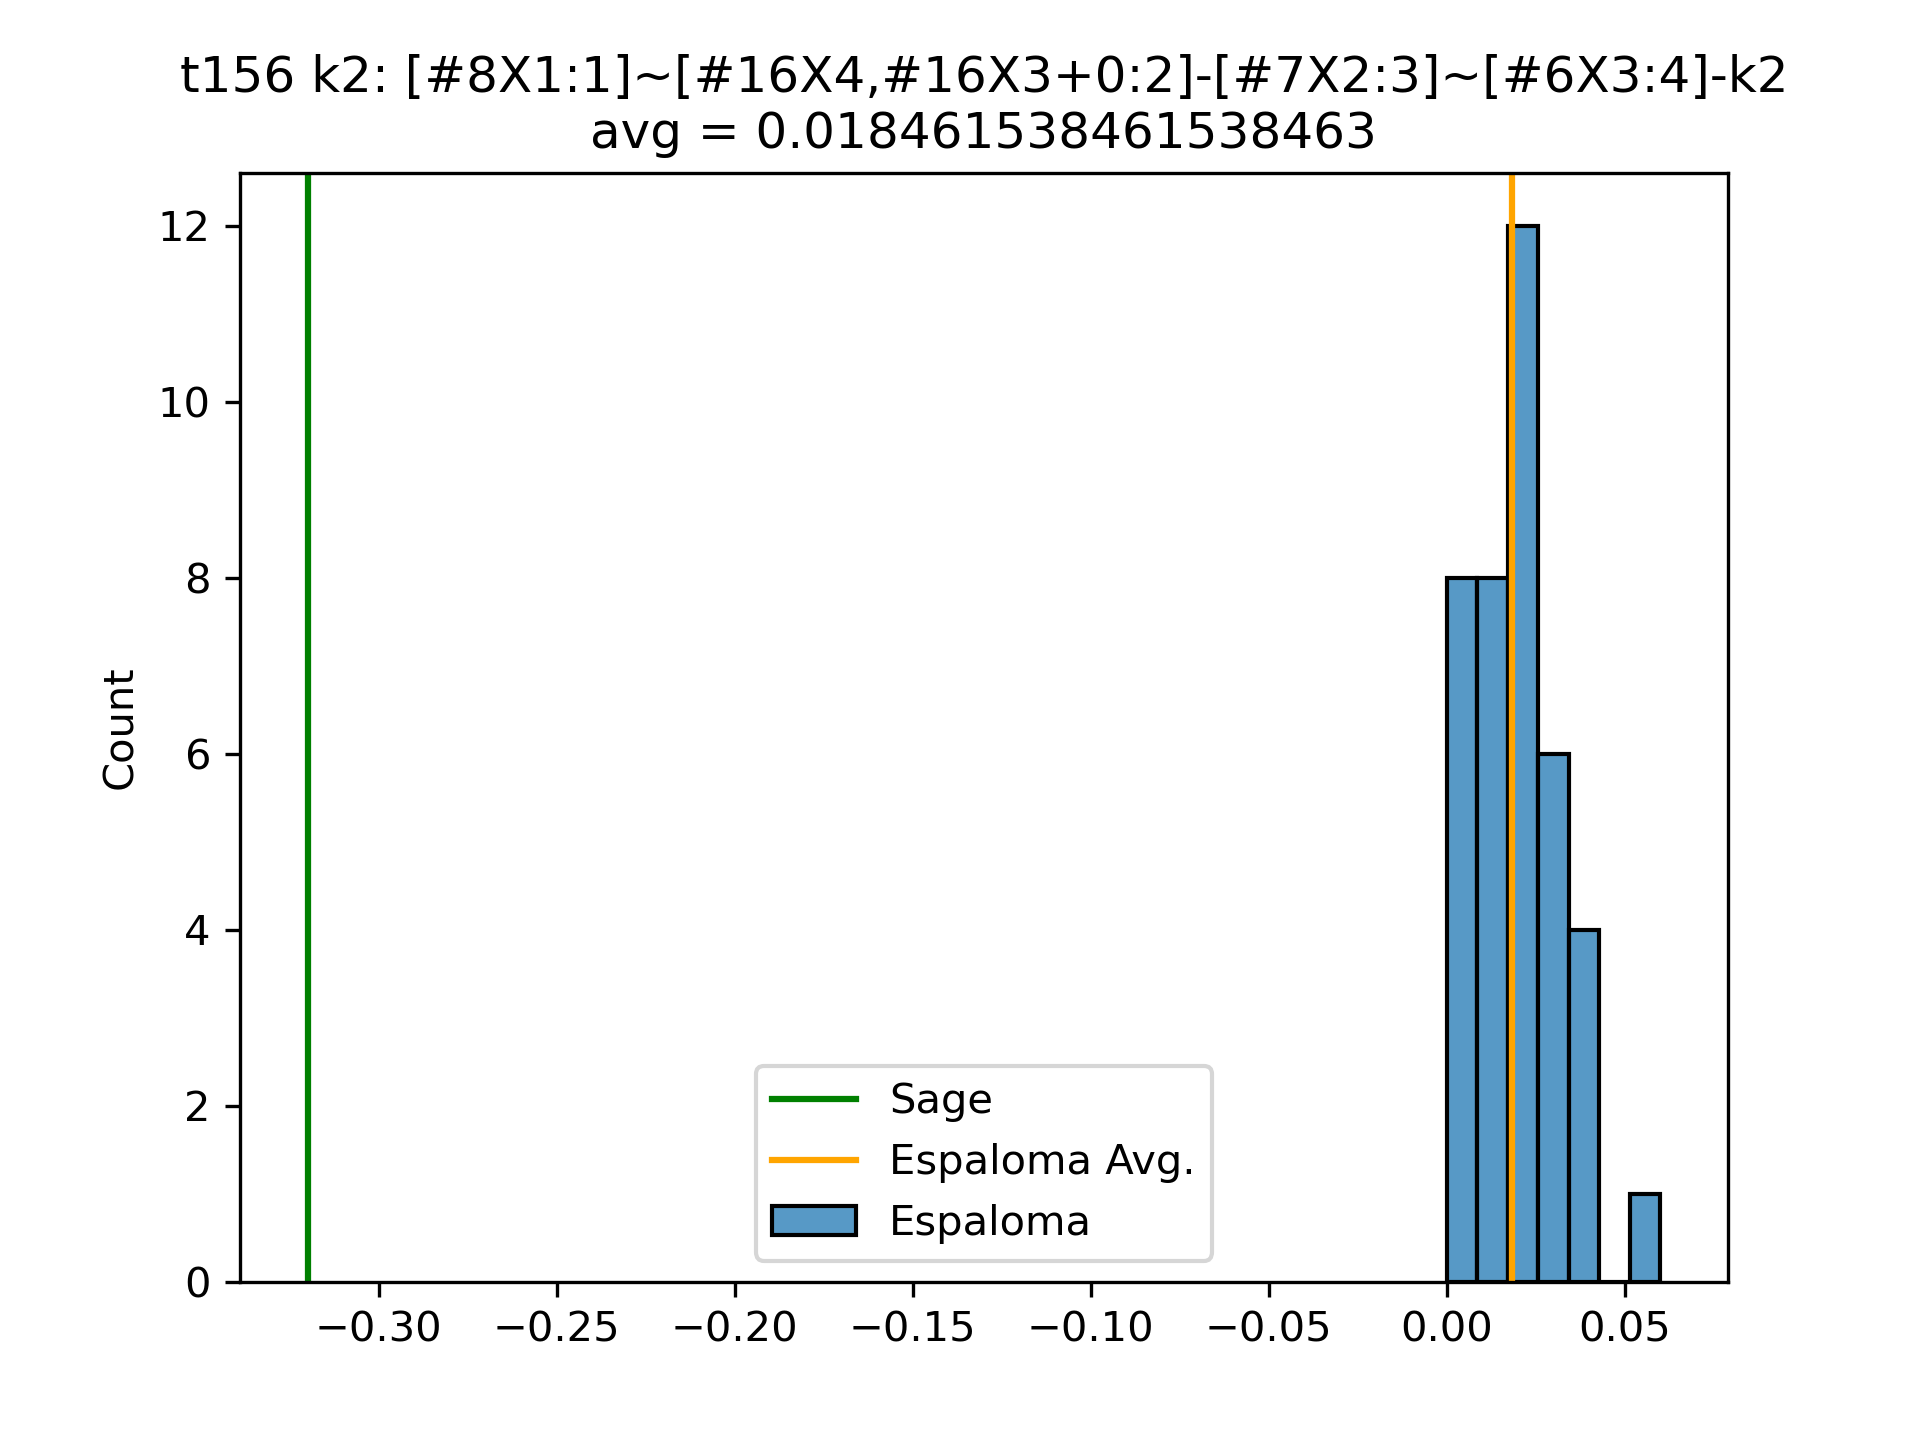 t156 k2: [#8X1:1]~[#16X4,#16X3+0:2]-[#7X2:3]~[#6X3:4]-k2
avg = 0.018461538461538463
12
10
8
6
4
2
0
Count
Sage
Espaloma Avg.
Espaloma
−0.30 −0.25 −0.20 −0.15 −0.10 −0.05 0.00 0.05